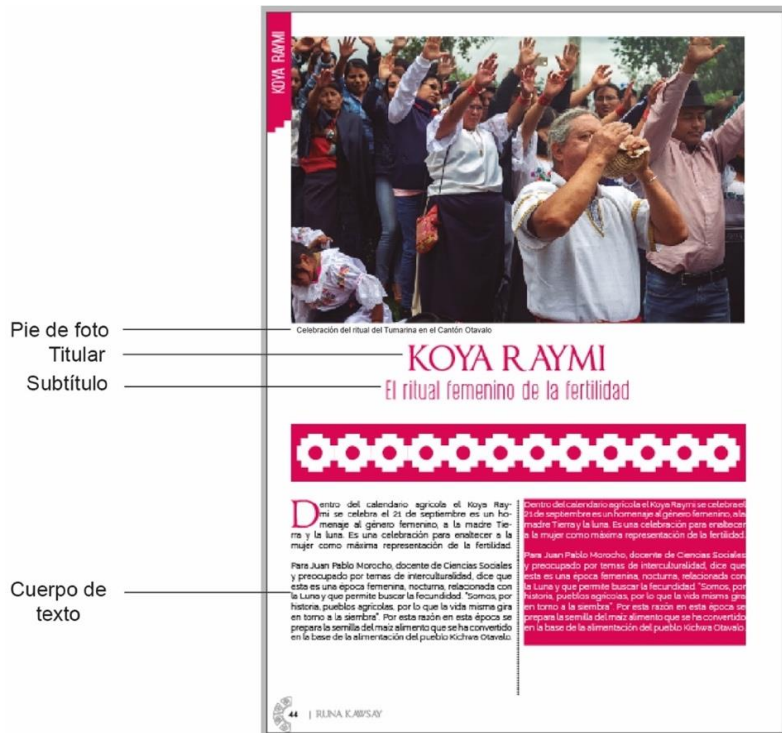 KOYA RAYMI
Celebración del ritual del Tumarina en el Cantón Otavalo
Pie de foto
Titular
KOYA RAYMI
Subtítulo
El ritual femenino de la fertilidad
Dentro del calendario agrícola el Koya Ray-
mi se celebra el 21 de septiembre es un ho-
menaje al género femenino, a la madre Tie-
rra y la luna. Es una celebración para enaltecer a la
mujer como máxima representación de la fertilidad.
Para Juan Pablo Morocho, docente de Ciencias Sociales
y preocupado por temas de interculturalidad, dice que
esta es una época femenina, nocturna, relacionada con
la Luna y que permite buscar la fecundidad. "Somos, por
historia, pueblos agrícolas, por lo que la vida misma gira
en torno a la siembra". Por esta razón en esta época se
prepara la semilla del maíz alimento que se ha convertido
en la base de la alimentación del pueblo Kichwa Otavalo.
Cuerpo de
texto
Dentro del calendario agrícola el Koya Raymi se celebra el
21 de septiembre es un homenaje al género femenino, a la
madre Tierra y la luna. Es una celebración para enaltecer
a la mujer como máxima representación de la fertilidad.
Para Juan Pablo Morocho, docente de Ciencias Sociales
y preocupado por temas de interculturalidad, dice que
esta es una época femenina, nocturna, relacionada con
la Luna y que permite buscar la fecundidad. "Somos, por
historia, pueblos agrícolas, por lo que la vida misma gira
en torno a la siembra". Por esta razón en esta época se
prepara la semilla del maíz alimento que se ha convertido
en la base de la alimentación del pueblo Kichwa Otavalo.
44 | RUNA KAWSAY